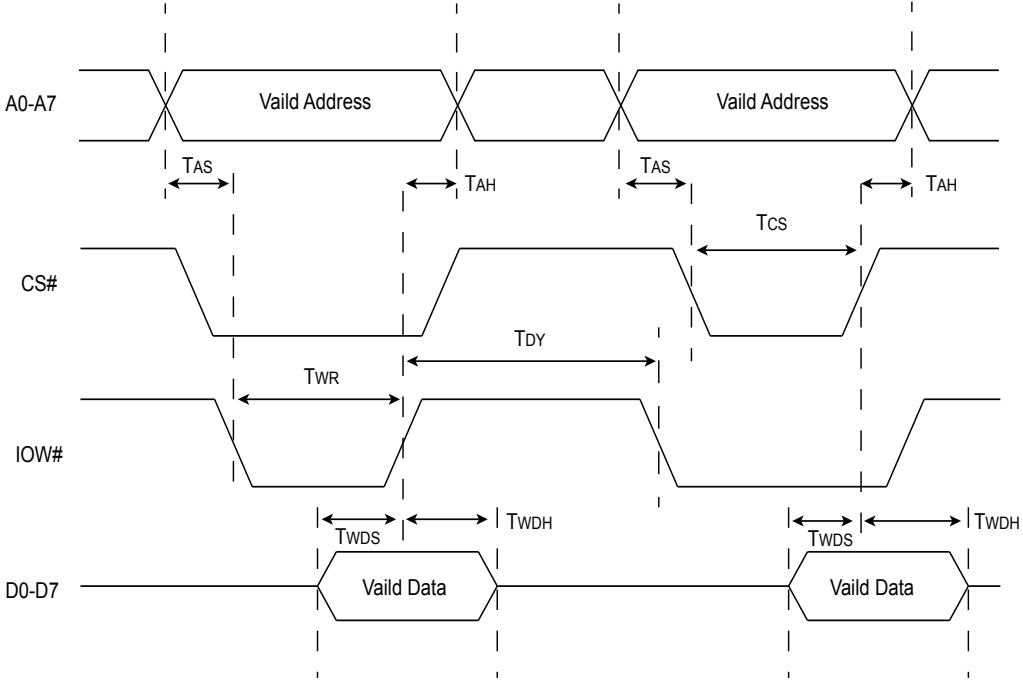 A0-A7
Vaild Address
Vaild Address
TAS
TAH
TAS
TAH
TCS
CS#
TDY
TWR
IOW#
TWDS
TWDH
TWDS
TWDH
D0-D7
Vaild Data
Vaild Data